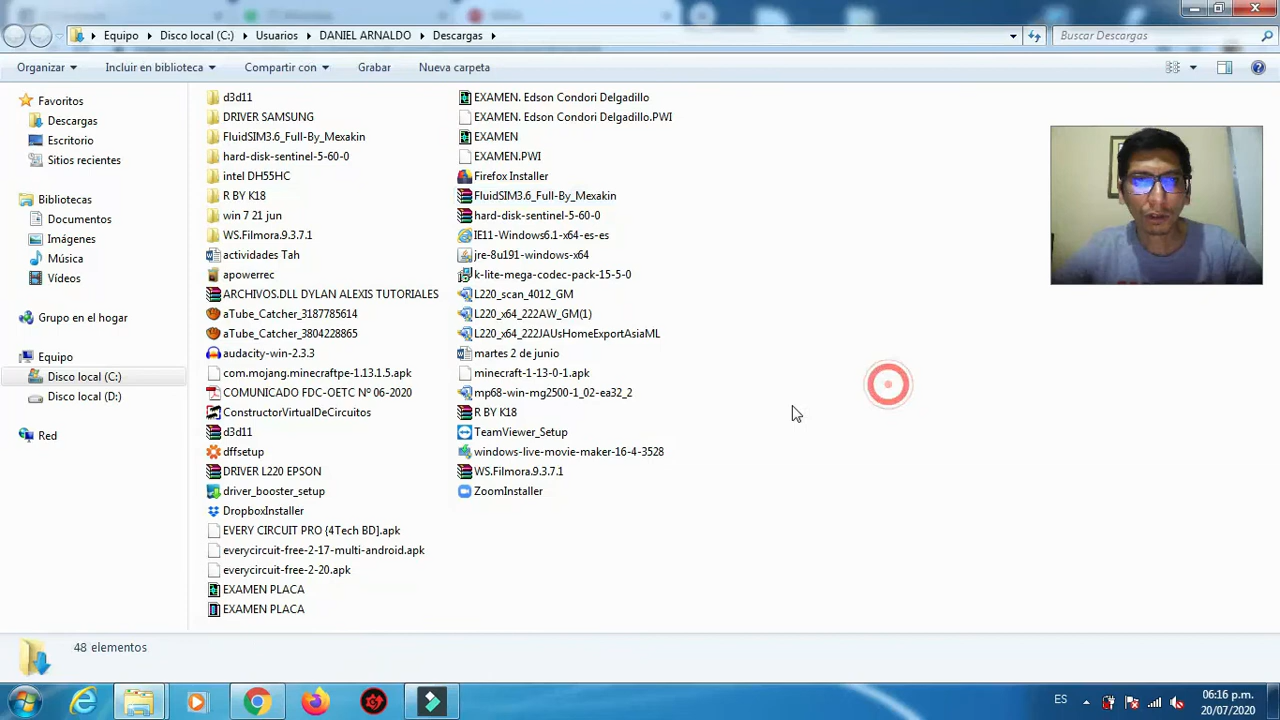 Equipo
Disco local (C:)
Usuarios
DANIEL ARNALDO
Descargas
Buscar Descargas
Organizar
Incluir en biblioteca
Compartir con
Grabar
Nueva carpeta
Favoritos
Descargas
Escritorio
Sitios recientes
Bibliotecas
Documentos
Imágenes
Música
Vídeos
Grupo en el hogar
Equipo
Disco local (C:)
Disco local (D:)
Red
d3d11
DRIVER SAMSUNG
FluidSIM3.6_Full-By_Mexakin
hard-disk-sentinel-5-60-0
intel DH55HC
R BY K18
win 7 21 jun
WS.Filmora.9.3.7.1
actividades Tah
apowerrec
ARCHIVOS.DLL DYLAN ALEXIS TUTORIALES
aTube_Catcher_3187785614
aTube_Catcher_3804228865
audacity-win-2.3.3
com.mojang.minecraftpe-1.13.1.5.apk
COMUNICADO FDC-OETC Nº 06-2020
ConstructorVirtualDeCircuitos
d3d11
dffsetup
DRIVER L220 EPSON
driver_booster_setup
DropboxInstaller
EVERY CIRCUIT PRO {4Tech BD].apk
everycircuit-free-2-17-multi-android.apk
everycircuit-free-2-20.apk
EXAMEN PLACA
EXAMEN PLACA
EXAMEN. Edson Condori Delgadillo
EXAMEN. Edson Condori Delgadillo.PWI
EXAMEN
EXAMEN.PWI
Firefox Installer
FluidSIM3.6_Full-By_Mexakin
hard-disk-sentinel-5-60-0
IE11-Windows6.1-x64-es-es
jre-8u191-windows-x64
k-lite-mega-codec-pack-15-5-0
L220_scan_4012_GM
L220_x64_222AW_GM(1)
L220_x64_222JAUsHomeExportAsiaML
martes 2 de junio
minecraft-1-13-0-1.apk
mp68-win-mg2500-1_02-ea32_2
R BY K18
TeamViewer_Setup
windows-live-movie-maker-16-4-3528
WS.Filmora.9.3.7.1
ZoomInstaller
48 elementos
ES
06:16 p.m.
20/07/2020